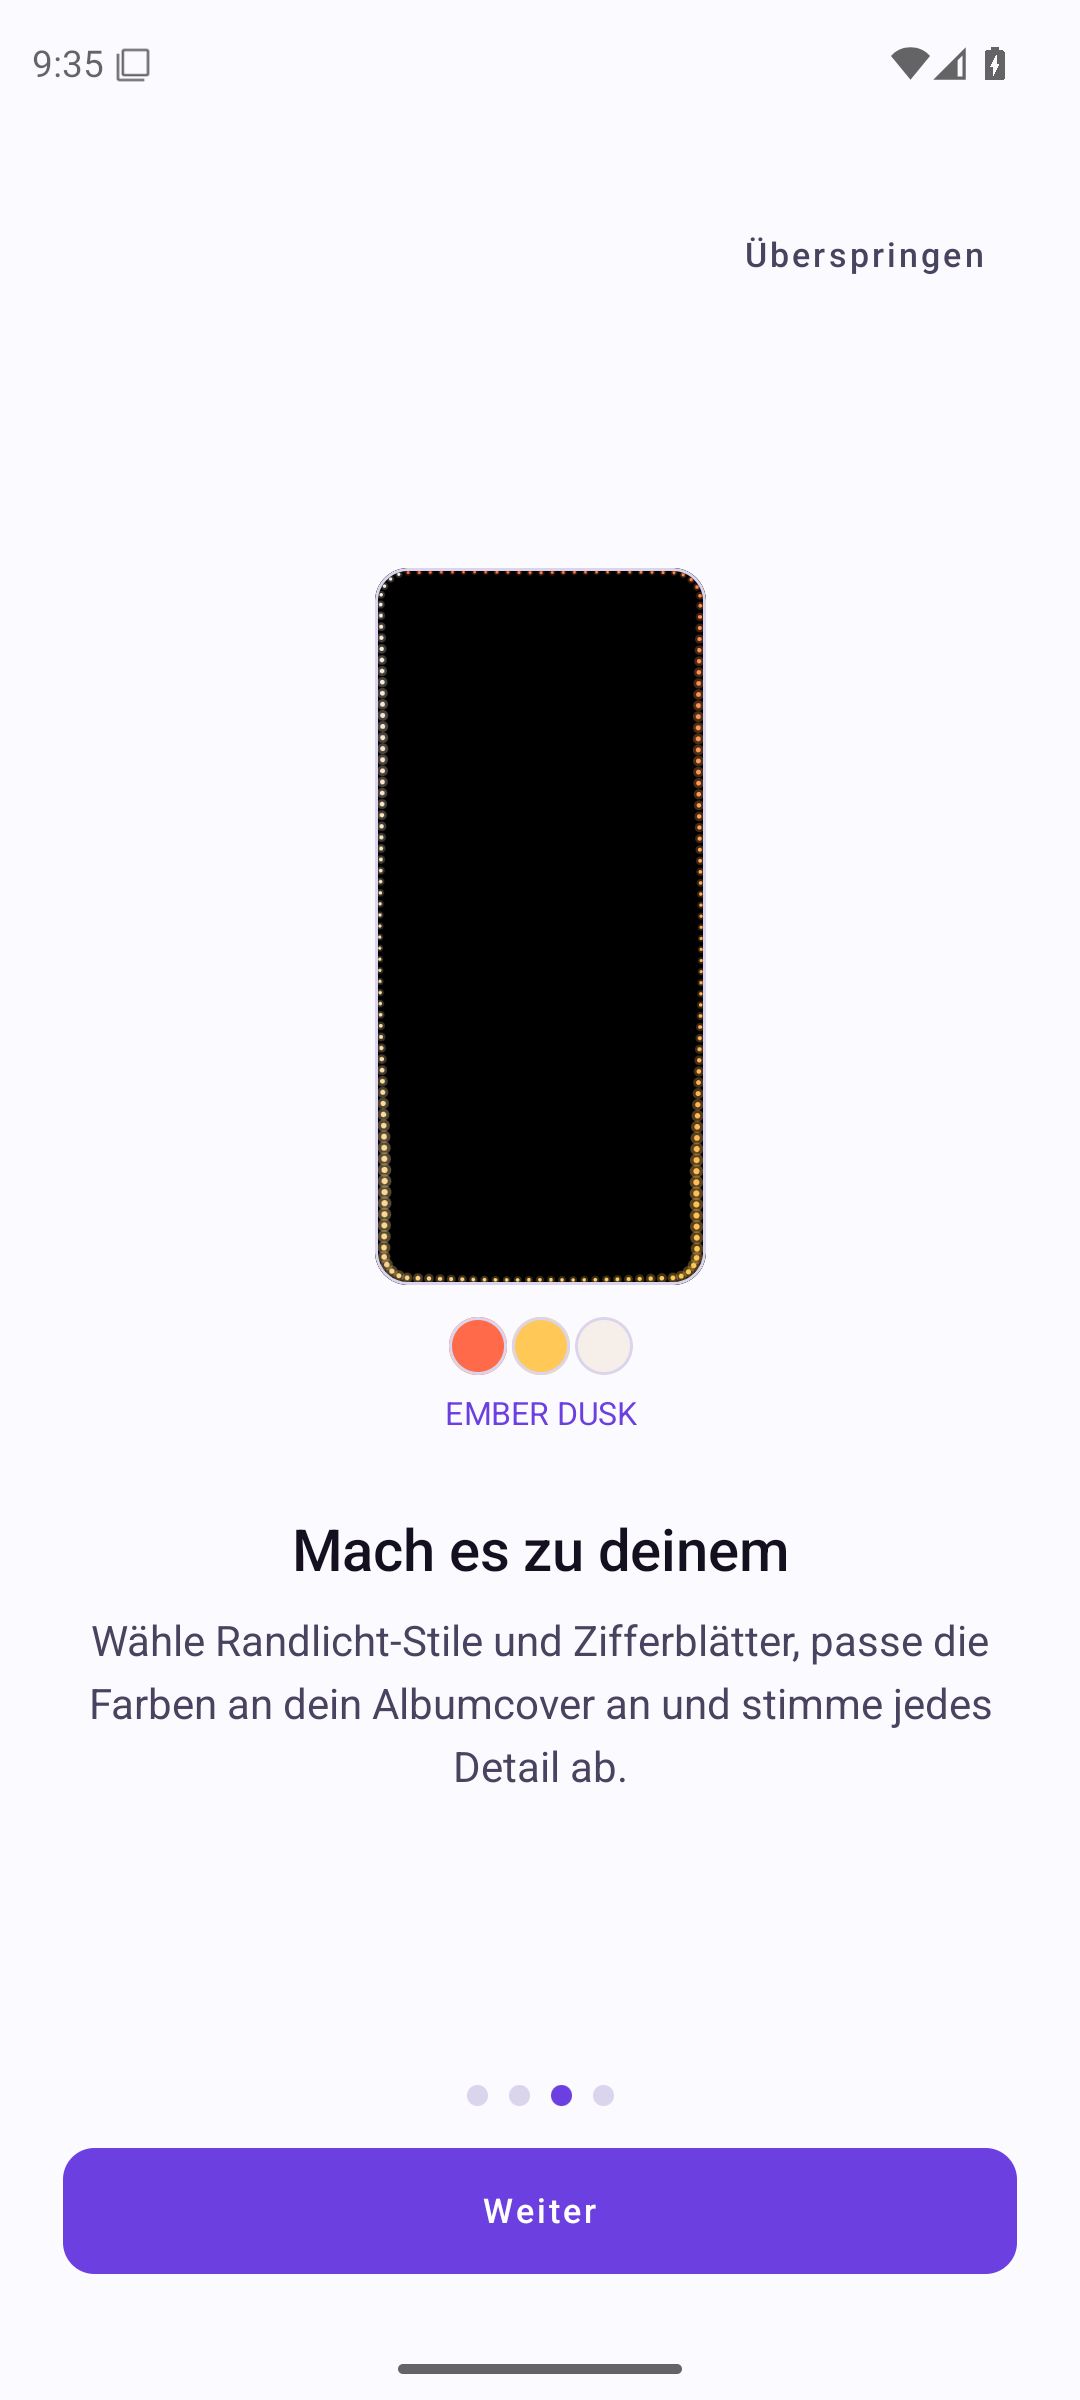 9:35
Überspringen
EMBER DUSK
Mach es zu deinem
Wähle Randlicht-Stile und Zifferblätter, passe die
Farben an dein Albumcover an und stimme jedes
Detail ab.
Weiter